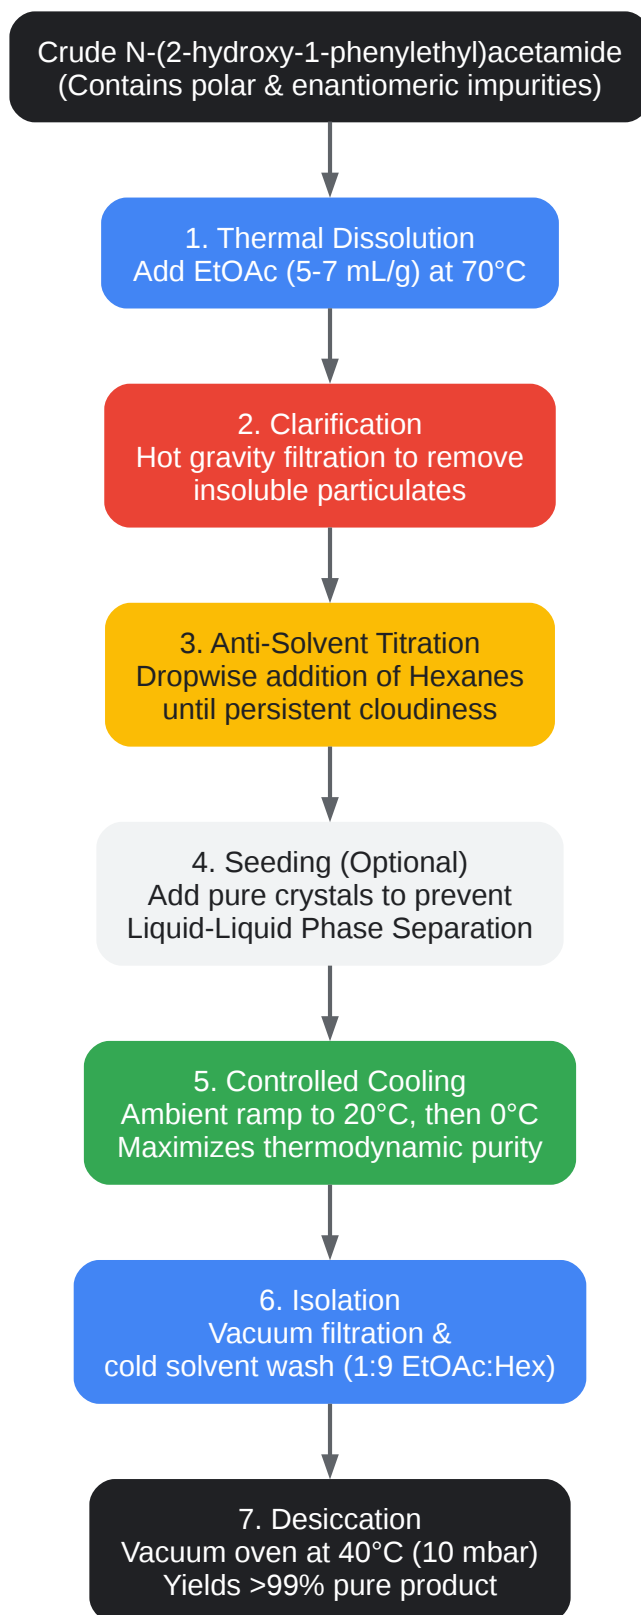 Crude N-(2-hydroxy-1-phenylethyl)acetamide
(Contains polar & enantiomeric impurities)
1. Thermal Dissolution
Add EtOAc (5-7 mL/g) at 70°C
2. Clarification
Hot gravity filtration to remove
insoluble particulates
3. Anti-Solvent Titration
Dropwise addition of Hexanes
until persistent cloudiness
4. Seeding (Optional)
Add pure crystals to prevent
Liquid-Liquid Phase Separation
5. Controlled Cooling
Ambient ramp to 20°C, then 0°C
Maximizes thermodynamic purity
6. Isolation
Vacuum filtration &
cold solvent wash (1:9 EtOAc:Hex)
7. Desiccation
Vacuum oven at 40°C (10 mbar)
Yields >99% pure product